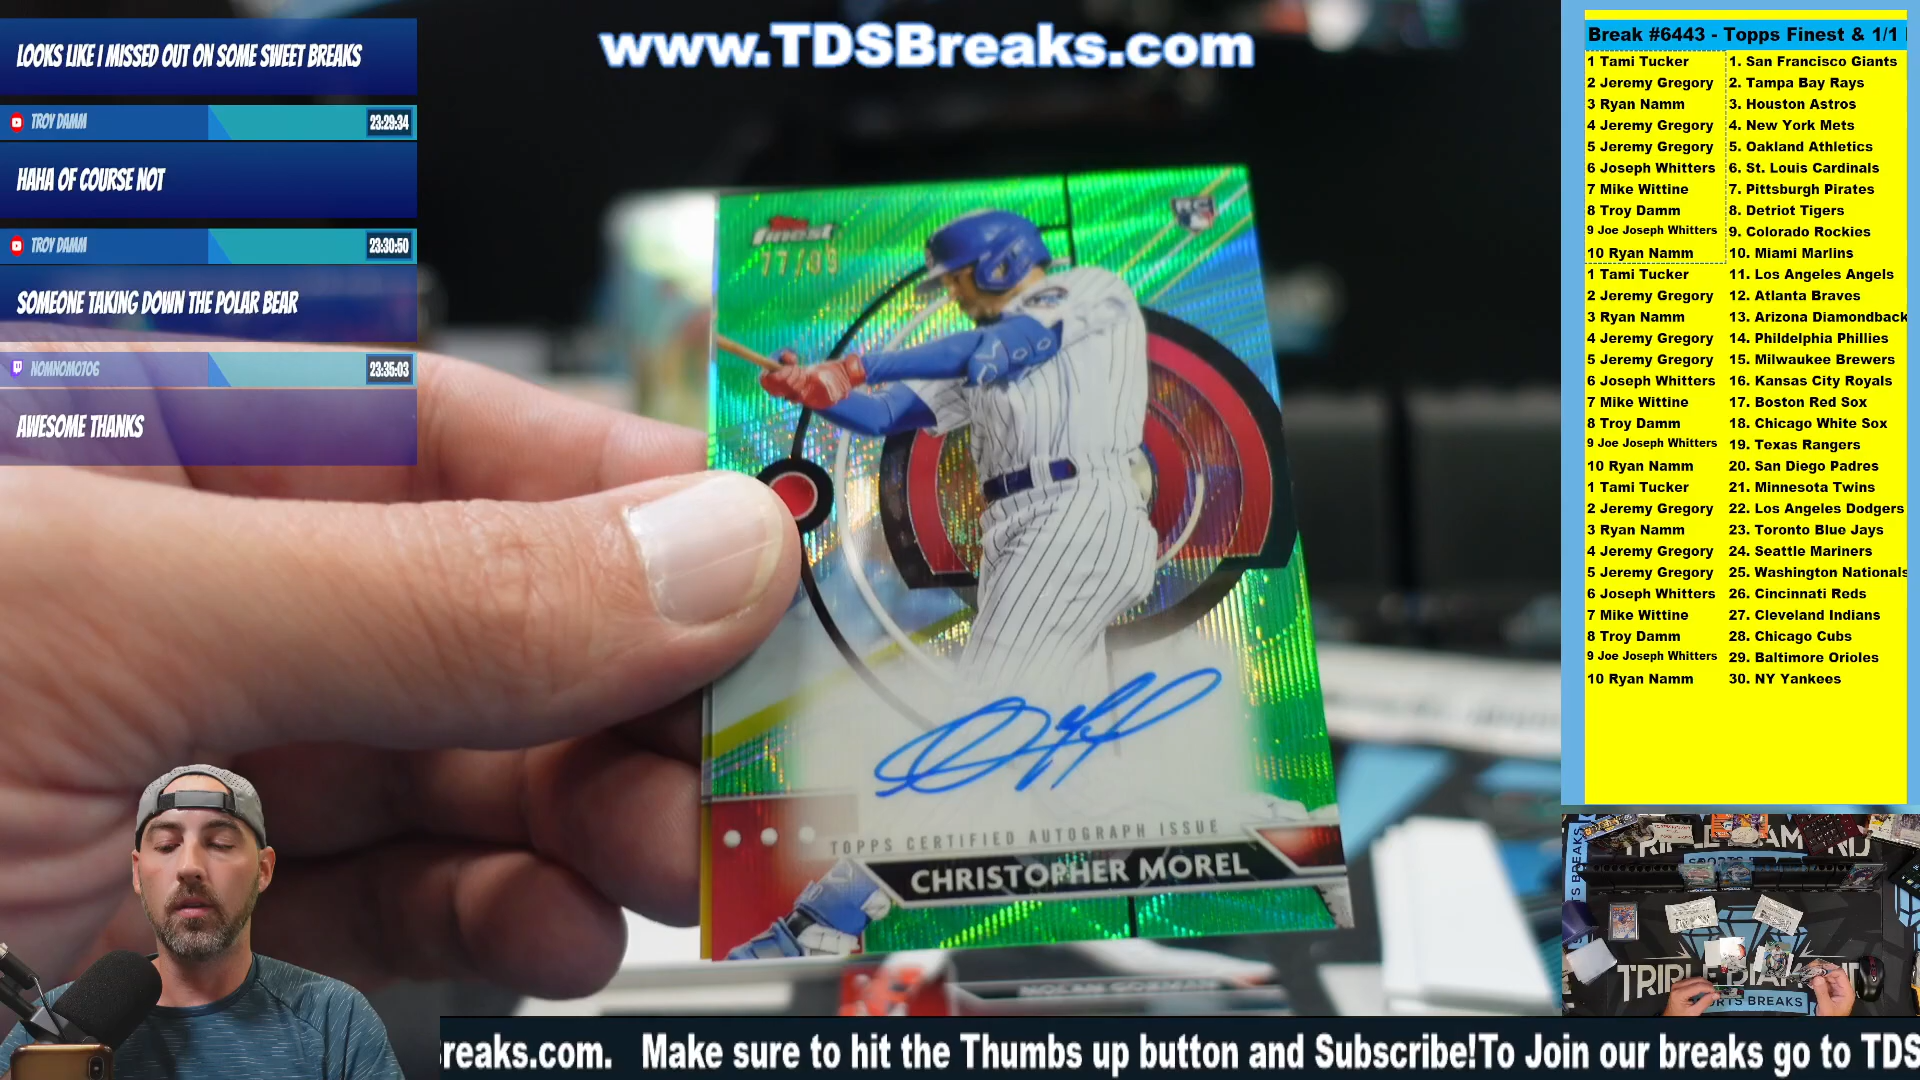 LOOKS LIKE I MISSED OUT ON SOME SWEET BREAKS
TROY DAMM 23:29:34
HAHA OF COURSE NOT
TROY DAMM 23:30:50
SOMEONE TAKING DOWN THE POLAR BEAR
NOMNOMO706 23:35:03
AWESOME THANKS
www.TDSBreaks.com
Topps
finest
RC
TOPPS CERTIFIED AUTOGRAPH ISSUE
CHRISTOPHER MOREL
NOLAN GORMAN
Break #6443 - Topps Finest & 1/1
1 Tami Tucker 1. San Francisco Giants
2 Jeremy Gregory 2. Tampa Bay Rays
3 Ryan Namm 3. Houston Astros
4 Jeremy Gregory 4. New York Mets
5 Jeremy Gregory 5. Oakland Athletics
6 Joseph Whitters 6. St. Louis Cardinals
7 Mike Wittine 7. Pittsburgh Pirates
8 Troy Damm 8. Detriot Tigers
9 Joe Joseph Whitters 9. Colorado Rockies
10 Ryan Namm 10. Miami Marlins
1 Tami Tucker 11. Los Angeles Angels
2 Jeremy Gregory 12. Atlanta Braves
3 Ryan Namm 13. Arizona Diamondback
4 Jeremy Gregory 14. Phildelphia Phillies
5 Jeremy Gregory 15. Milwaukee Brewers
6 Joseph Whitters 16. Kansas City Royals
7 Mike Wittine 17. Boston Red Sox
8 Troy Damm 18. Chicago White Sox
9 Joe Joseph Whitters 19. Texas Rangers
10 Ryan Namm 20. San Diego Padres
1 Tami Tucker 21. Minnesota Twins
2 Jeremy Gregory 22. Los Angeles Dodgers
3 Ryan Namm 23. Toronto Blue Jays
4 Jeremy Gregory 24. Seattle Mariners
5 Jeremy Gregory 25. Washington Nationals
6 Joseph Whitters 26. Cincinnati Reds
7 Mike Wittine 27. Cleveland Indians
8 Troy Damm 28. Chicago Cubs
9 Joe Joseph Whitters 29. Baltimore Orioles
10 Ryan Namm 30. NY Yankees
TRIPLE DIAMOND
SPORTS BREAKS
reaks.com. Make sure to hit the Thumbs up button and Subscribe!To Join our breaks go to TDS